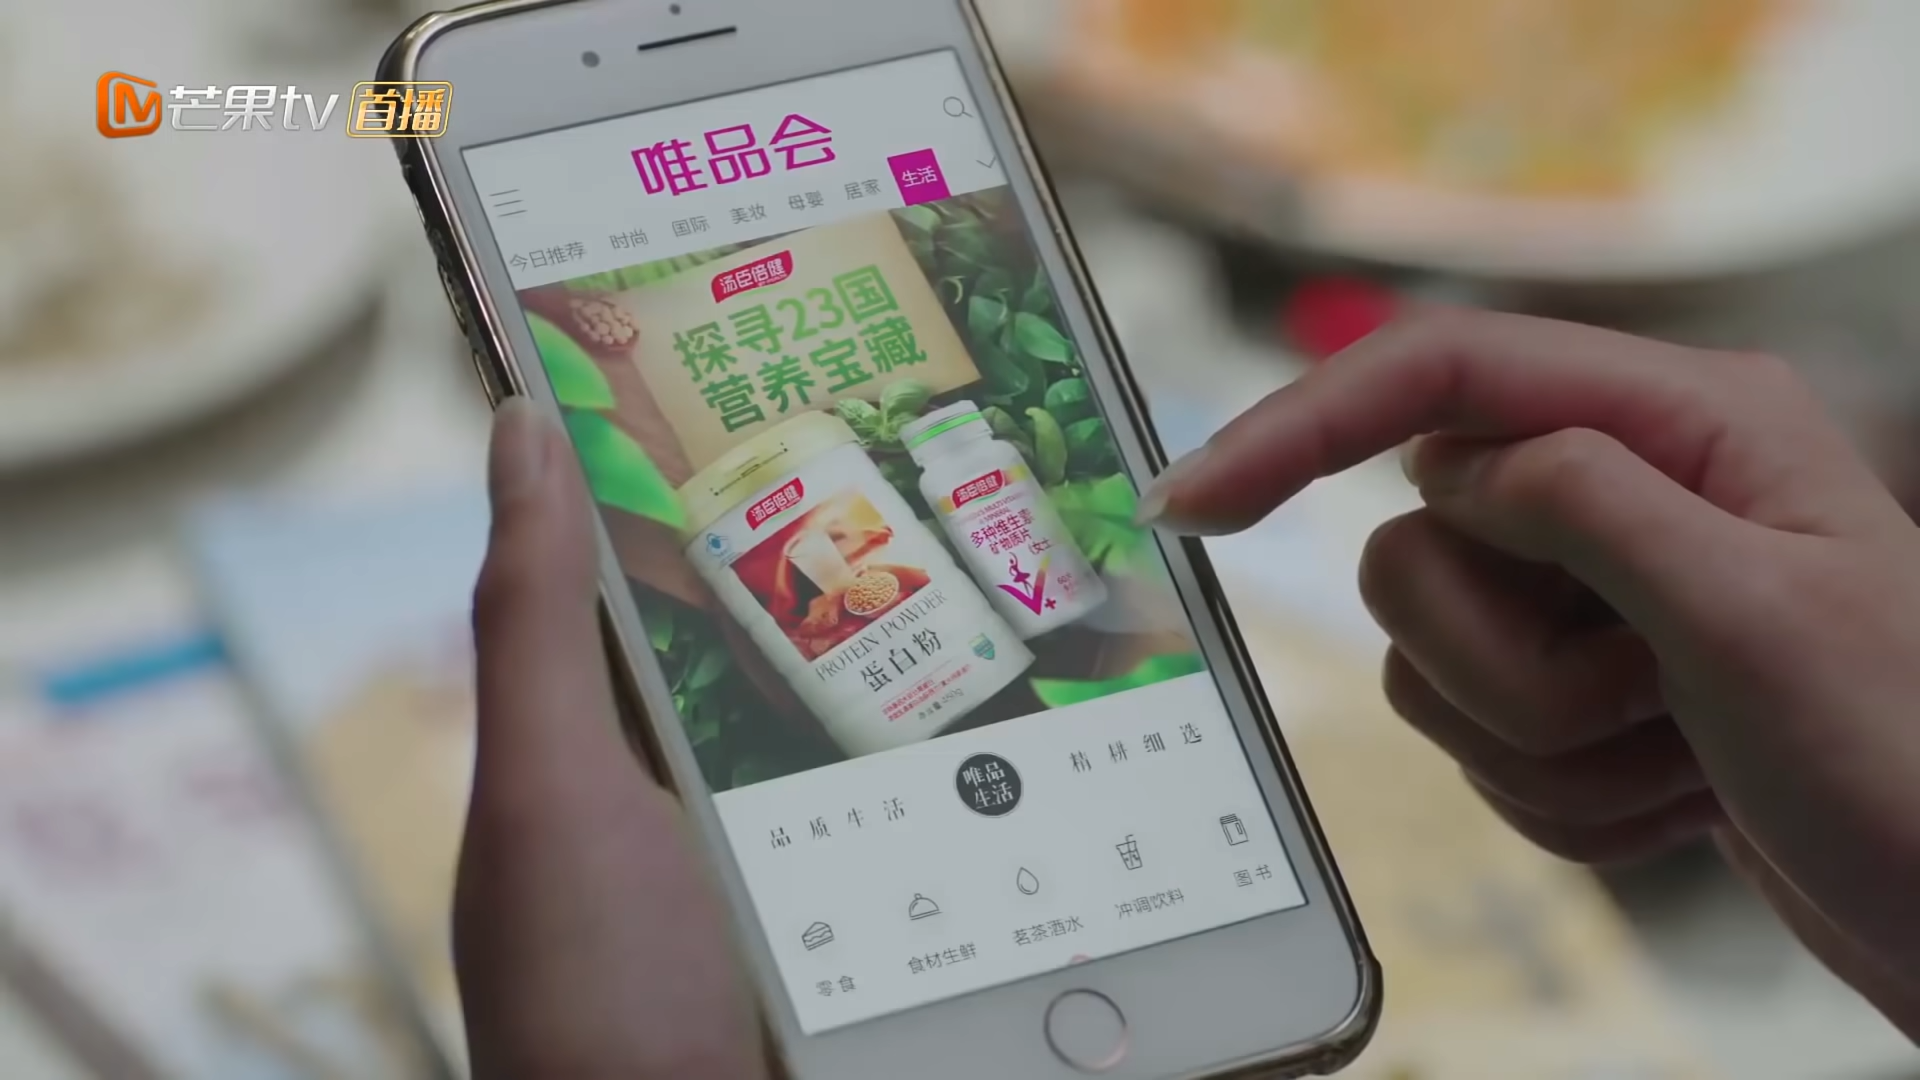 芒果tv 首播
唯品会
今日推荐 时尚 国际 美妆 母婴 居家 生活
汤臣倍健
探寻23国
营养宝藏
汤臣倍健
PROTEIN POWDER
蛋白粉
450g
汤臣倍健
多种维生素
矿物质片
(女士
品质生活
唯品
生活
精耕细选
零食 食材生鲜 茗茶酒水 冲调饮料 图书